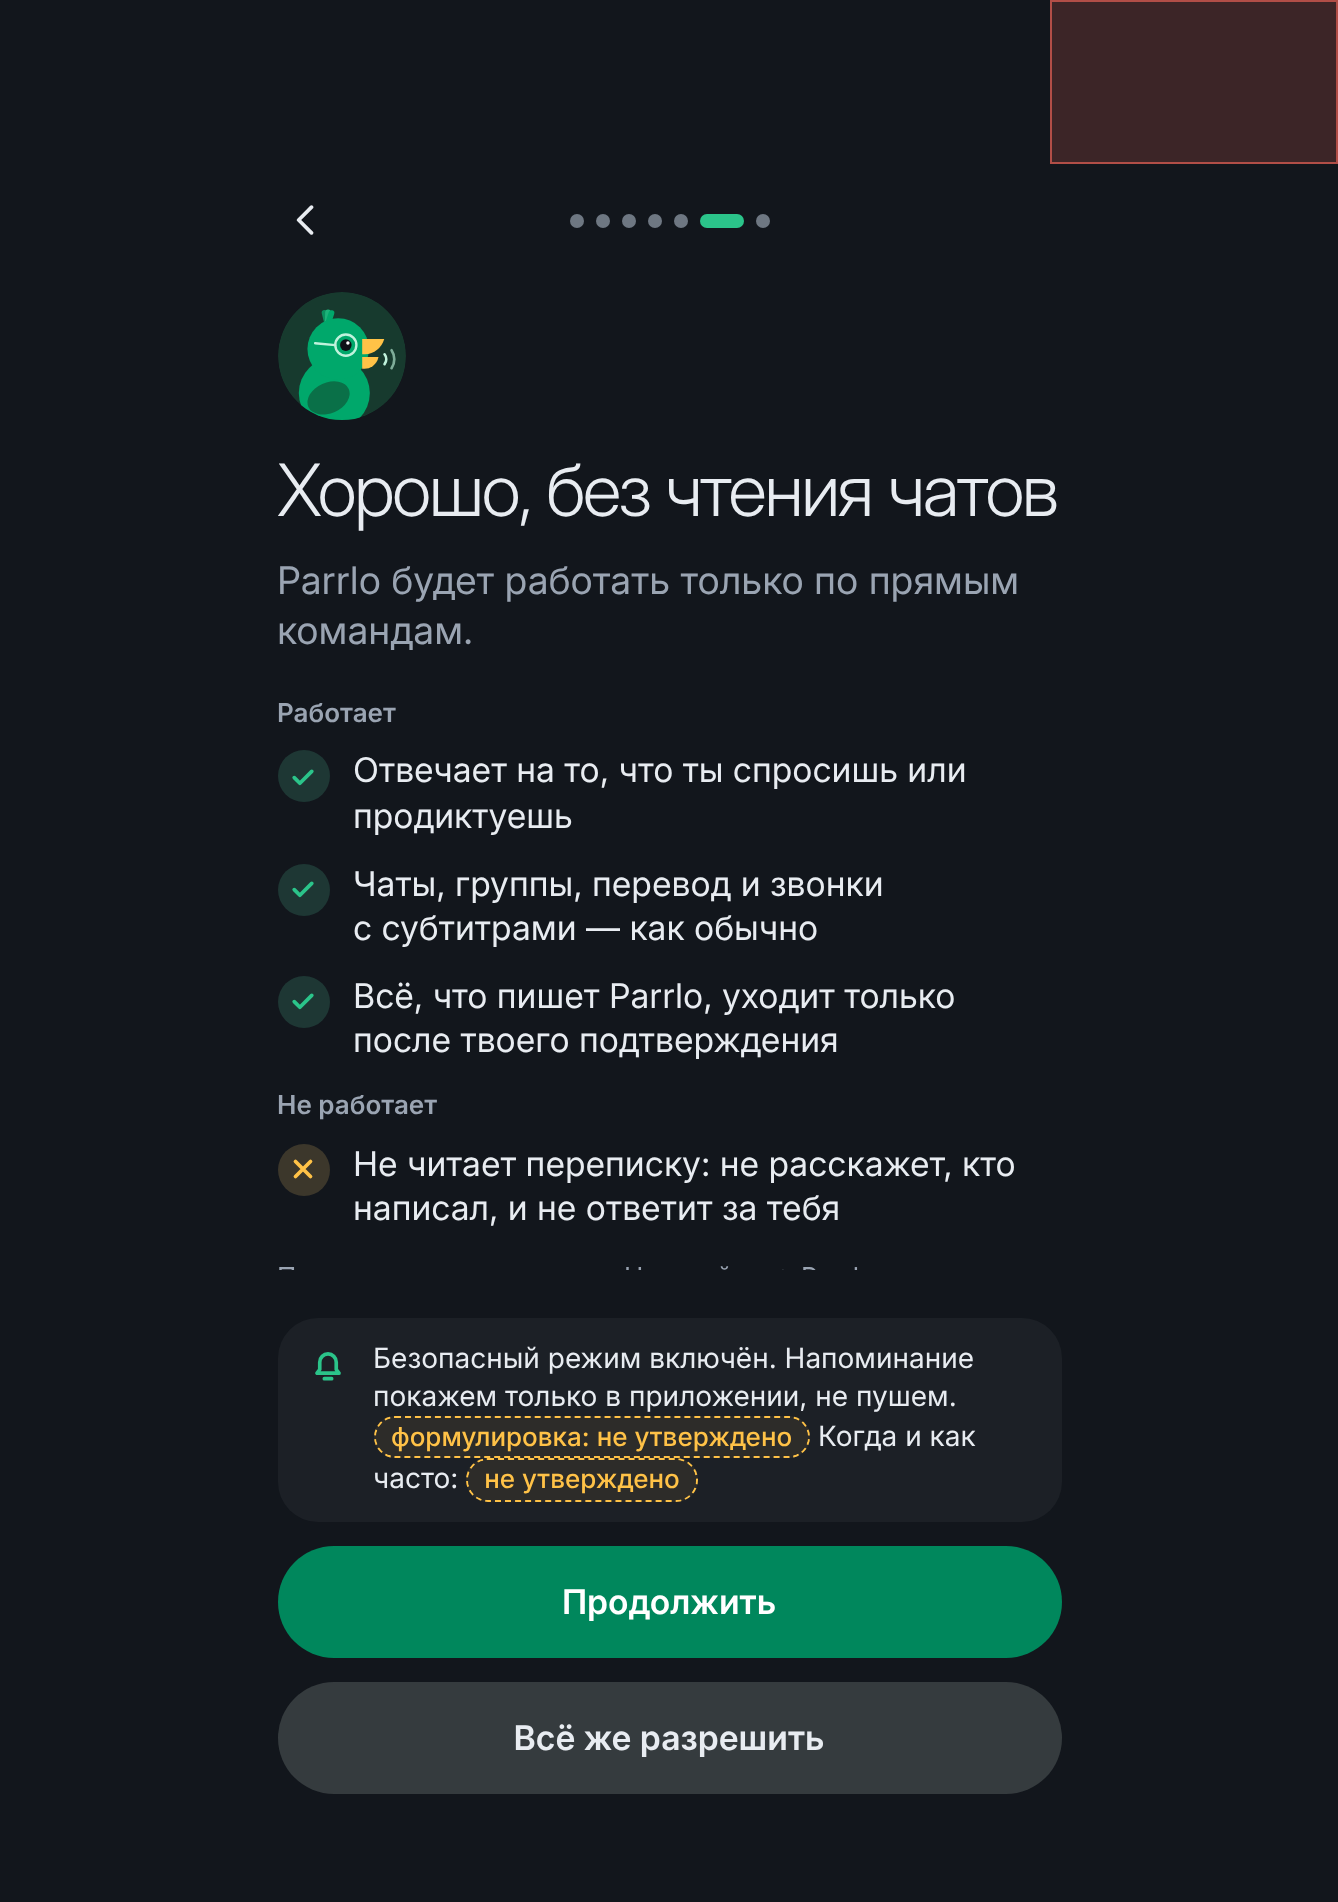 Хорошо, без чтения чатов
Parrlo будет работать только по прямым
командам.
Работает
Отвечает на то, что ты спросишь или
продиктуешь
Чаты, группы, перевод и звонки
с субтитрами — как обычно
Всё, что пишет Parrlo, уходит только
после твоего подтверждения
Не работает
Не читает переписку: не расскажет, кто
написал, и не ответит за тебя
Безопасный режим включён. Напоминание
покажем только в приложении, не пушем.
формулировка: не утверждено Когда и как
часто: не утверждено
Продолжить
Всё же разрешить